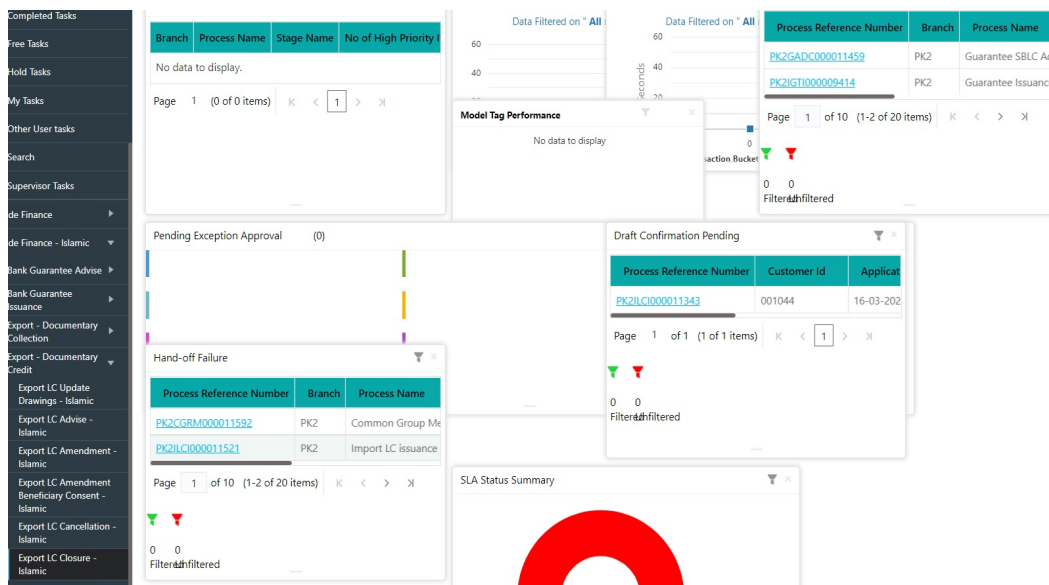 Completed Tasks
Free Tasks
Hold Tasks
My Tasks
Other User tasks
Search
Supervisor Tasks
de Finance
de Finance - Islamic
Bank Guarantee Advise
Bank Guarantee
Issuance
Export - Documentary
Collection
Export - Documentary
Credit
Export LC Update
Drawings - Islamic
Export LC Advise -
Islamic
Export LC Amendment -
Islamic
Export LC Amendment
Beneficiary Consent -
Islamic
Export LC Cancellation -
Islamic
Export LC Closure -
Islamic
Branch Process Name Stage Name No of High Priority I
No data to display.
Page 1 (0 of 0 items) 1
Data Filtered on " All
60
40
Data Filtered on " All
60
40
20
Seconds
0
saction Bucket
Model Tag Performance
No data to display
Process Reference Number Branch Process Name
PK2GADC000011459 PK2 Guarantee SBLC Ac
PK2IGTI000009414 PK2 Guarantee Issuanc
Page 1 of 10 (1-2 of 20 items)
0 0
Filtered Unfiltered
Pending Exception Approval (0)
Draft Confirmation Pending
Process Reference Number Customer Id Applicat
PK2ILCI000011343 001044 16-03-202
Page 1 of 1 (1 of 1 items) 1
0 0
Filtered Unfiltered
Hand-off Failure
Process Reference Number Branch Process Name
PK2CGRM000011592 PK2 Common Group Me
PK2ILCI000011521 PK2 Import LC issuance
Page 1 of 10 (1-2 of 20 items)
0 0
Filtered Unfiltered
SLA Status Summary